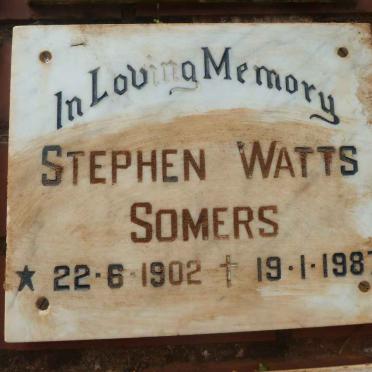 In Loving Memory
STEPHEN WATTS
SOMERS
★ 22·6·1902 † 19·1·1987